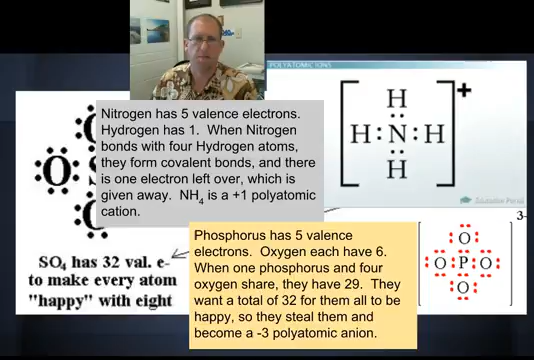 POLYATOMIC IONS
H
H : N : H
H
+
Nitrogen has 5 valence electrons.
Hydrogen has 1. When Nitrogen
bonds with four Hydrogen atoms,
they form covalent bonds, and there
is one electron left over, which is
given away. NH4 is a +1 polyatomic
cation.
O
SO4 has 32 val. e-
to make every atom
"happy" with eight
Phosphorus has 5 valence
electrons. Oxygen each have 6.
When one phosphorus and four
oxygen share, they have 29. They
want a total of 32 for them all to be
happy, so they steal them and
become a -3 polyatomic anion.
3-
O
O P O
O